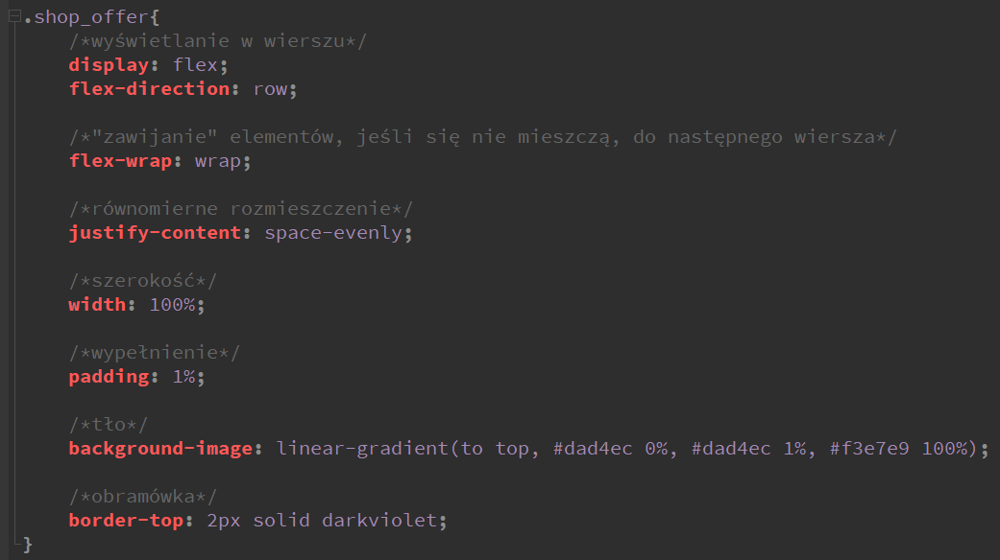 .shop_offer{
/*wyświetlanie w wierszu*/
display: flex;
flex-direction: row;
/*"zawijanie" elementów, jeśli się nie mieszczą, do następnego wiersza*/
flex-wrap: wrap;
/*równomierne rozmieszczenie*/
justify-content: space-evenly;
/*szerokość*/
width: 100%;
/*wypełnienie*/
padding: 1%;
/*tło*/
background-image: linear-gradient(to top, #dad4ec 0%, #dad4ec 1%, #f3e7e9 100%);
/*obramówka*/
border-top: 2px solid darkviolet;
}